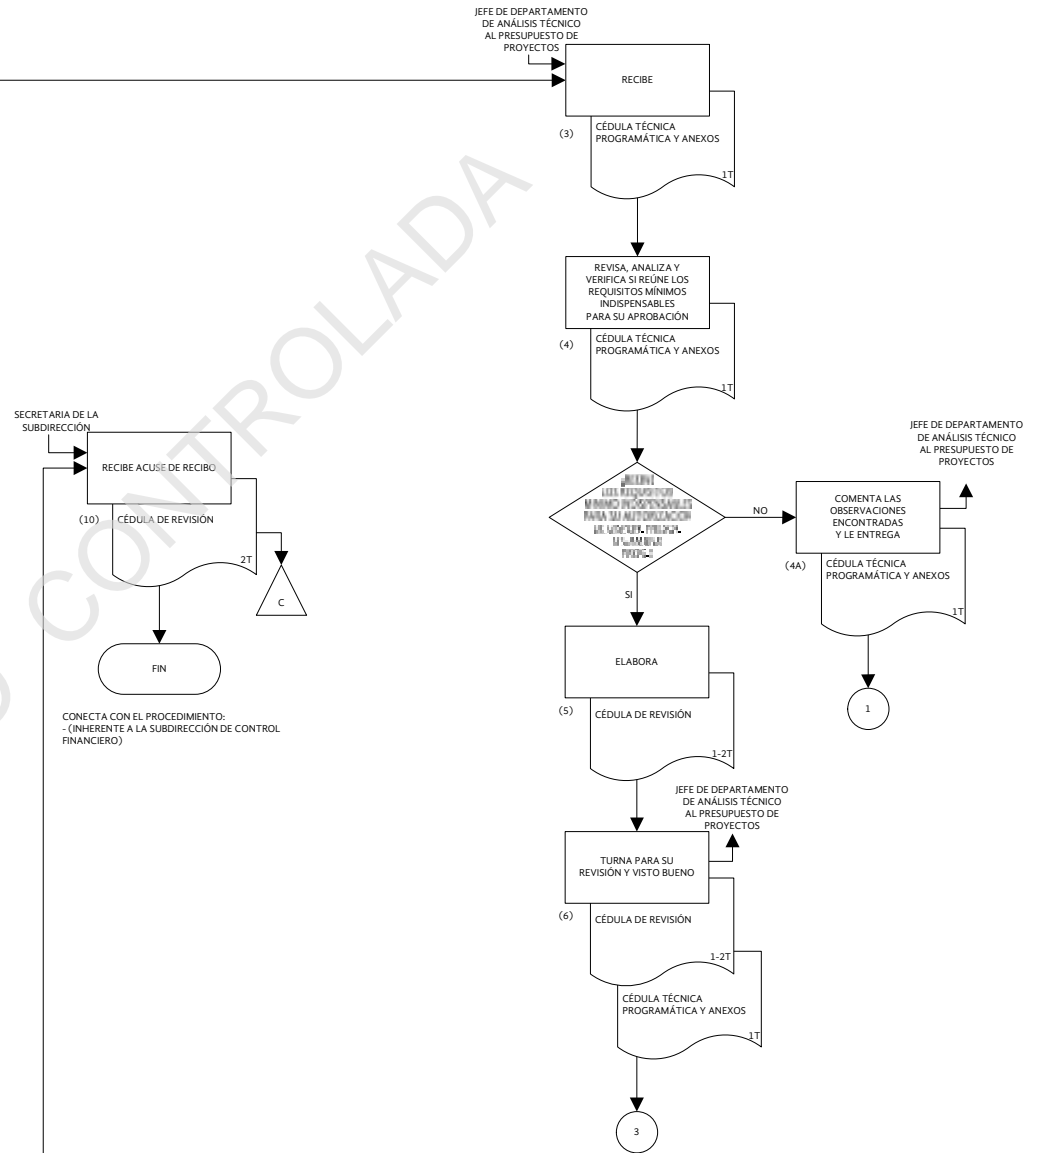 JEFE DE DEPARTAMENTO
DE ANÁLISIS TÉCNICO
AL PRESUPUESTO DE
PROYECTOS
RECIBE
(3)
CÉDULA TÉCNICA
PROGRAMÁTICA Y ANEXOS
1T
REVISA, ANALIZA Y
VERIFICA SI REÚNE LOS
REQUISITOS MÍNIMOS
INDISPENSABLES
PARA SU APROBACIÓN
(4)
CÉDULA TÉCNICA
PROGRAMÁTICA Y ANEXOS
1T
SECRETARIA DE LA
SUBDIRECCIÓN
RECIBE ACUSE DE RECIBO
(10)
CÉDULA DE REVISIÓN
2T
C
FIN
CONECTA CON EL PROCEDIMIENTO:
- (INHERENTE A LA SUBDIRECCIÓN DE CONTROL
FINANCIERO)
LOS REQUISITOS
PARA SU AUTORIZACION
NO
SI
JEFE DE DEPARTAMENTO
DE ANÁLISIS TÉCNICO
AL PRESUPUESTO DE
PROYECTOS
COMENTA LAS
OBSERVACIONES
ENCONTRADAS
Y LE ENTREGA
(4A)
CÉDULA TÉCNICA
PROGRAMÁTICA Y ANEXOS
1T
1
ELABORA
(5)
CÉDULA DE REVISIÓN
1-2T
JEFE DE DEPARTAMENTO
DE ANÁLISIS TÉCNICO
AL PRESUPUESTO DE
PROYECTOS
TURNA PARA SU
REVISIÓN Y VISTO BUENO
(6)
CÉDULA DE REVISIÓN
1-2T
CÉDULA TÉCNICA
PROGRAMÁTICA Y ANEXOS
1T
3
CONTROLADA